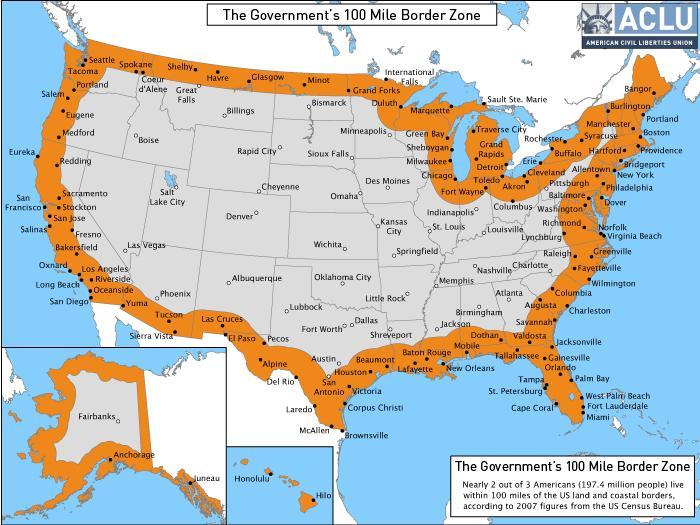 The Government's 100 Mile Border Zone
ACLU
AMERICAN CIVIL LIBERTIES UNION
Seattle
Tacoma
Spokane
Coeur
d'Alene
Shelby
Havre
Great
Falls
Glasgow
Minot
Grand Forks
International
Falls
Duluth
Marquette
Sault Ste. Marie
Bangor
Portland
Salem
Eugene
Medford
Eureka
Redding
Boise
Billings
Bismarck
Minneapolis
Rapid City
Sioux Falls
Green Bay
Sheboygan
Milwaukee
Chicago
Traverse City
Grand
Rapids
Detroit
Toledo
Fort Wayne
Akron
Cleveland
Erie
Rochester
Buffalo
Syracuse
Burlington
Manchester
Portland
Boston
Hartford
Providence
Bridgeport
New York
Allentown
Philadelphia
Pittsburgh
Baltimore
Dover
Washington
Columbus
Richmond
Norfolk
Virginia Beach
Lynchburg
Raleigh
Greenville
Fayetteville
Wilmington
Sacramento
San
Francisco
Stockton
San Jose
Salinas
Fresno
Bakersfield
Oxnard
Los Angeles
Long Beach
Riverside
Oceanside
San Diego
Las Vegas
Salt
Lake City
Cheyenne
Denver
Des Moines
Omaha
Kansas
City
Wichita
Springfield
St. Louis
Indianapolis
Louisville
Nashville
Charlotte
Memphis
Atlanta
Birmingham
Columbia
Charleston
Augusta
Savannah
Phoenix
Yuma
Tucson
Sierra Vista
Albuquerque
Las Cruces
El Paso
Pecos
Alpine
Del Rio
Oklahoma City
Little Rock
Lubbock
Fort Worth
Dallas
Shreveport
Jackson
Austin
San
Antonio
Houston
Beaumont
Lafayette
Baton Rouge
New Orleans
Mobile
Dothan
Tallahassee
Valdosta
Jacksonville
Gainesville
Orlando
Tampa
St. Petersburg
Palm Bay
Cape Coral
West Palm Beach
Fort Lauderdale
Miami
Victoria
Corpus Christi
Laredo
McAllen
Brownsville
Fairbanks
Anchorage
Juneau
Honolulu
Hilo
The Government's 100 Mile Border Zone
Nearly 2 out of 3 Americans (197.4 million people) live
within 100 miles of the US land and coastal borders,
according to 2007 figures from the US Census Bureau.